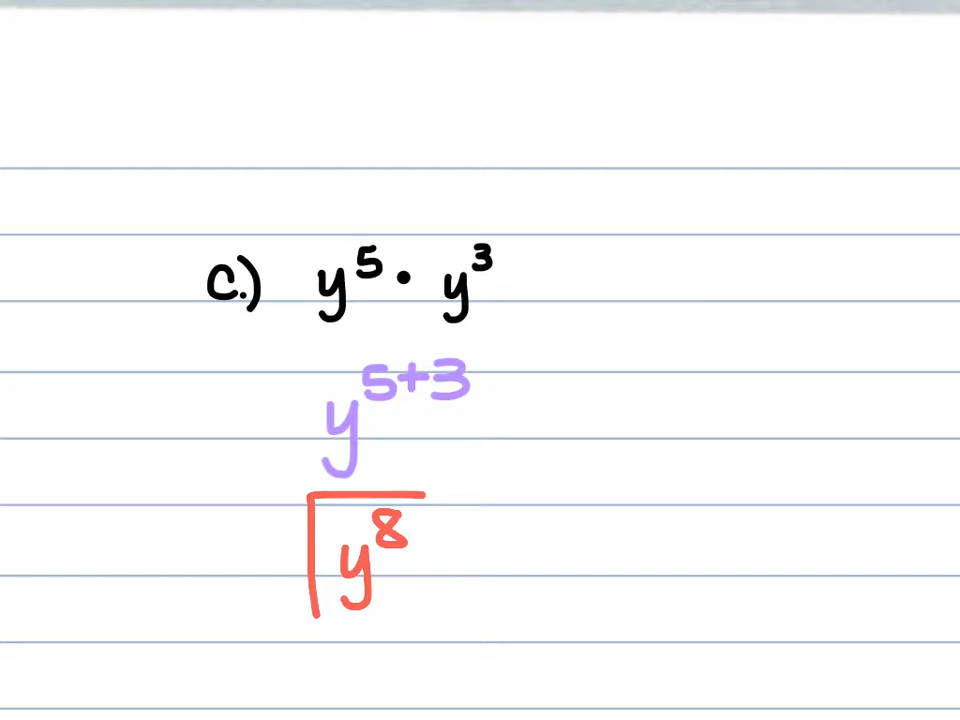 c.) y⁵ · y³
y⁵⁺³
y⁸